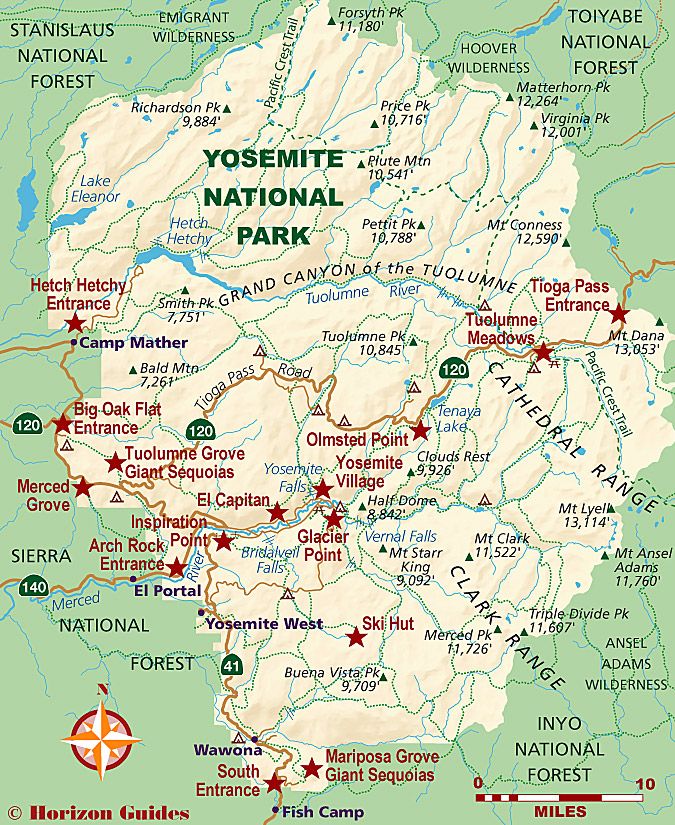 STANISLAUS
NATIONAL
FOREST
EMIGRANT
WILDERNESS
Pacific Crest Trail
Forsyth Pk
11,180'
HOOVER
WILDERNESS
TOIYABE
NATIONAL
FOREST
Matterhorn Pk
12,264'
Virginia Pk
12,001'
Richardson Pk
9,884'
Price Pk
10,716'
YOSEMITE
NATIONAL
PARK
Piute Mtn
10,541'
Lake
Eleanor
Hetch
Hetchy
Pettit Pk
10,788'
Mt Conness
12,590'
GRAND CANYON of the TUOLUMNE
Tuolumne River
Hetch Hetchy
Entrance
Smith Pk
7,751'
Tioga Pass
Entrance
Tuolumne
Meadows
Mt Dana
13,053'
Camp Mather
Tuolumne Pk
10,845'
Bald Mtn
7,261'
Tioga Pass Road
120
Pacific Crest Trail
CATHEDRAL RANGE
Big Oak Flat
Entrance
120
120
Olmsted Point
Tenaya
Lake
Tuolumne Grove
Giant Sequoias
Clouds Rest
9,926'
Yosemite
Falls
Yosemite
Village
Merced
Grove
El Capitan
Half Dome
8,842'
Mt Lyell
13,114'
Inspiration
Point
Glacier
Point
Vernal Falls
Bridalveil
Falls
Arch Rock
Entrance
Mt Starr
King
9,092'
Mt Clark
11,522'
Mt Ansel
Adams
11,760'
SIERRA
NATIONAL
FOREST
140
Merced River
El Portal
CLARK RANGE
Yosemite West
Ski Hut
Merced Pk
11,726'
Triple Divide Pk
11,607'
ANSEL
ADAMS
WILDERNESS
41
Buena Vista Pk
9,709'
N
INYO
NATIONAL
FOREST
Wawona
Mariposa Grove
Giant Sequoias
South
Entrance
0 10
MILES
Fish Camp
© Horizon Guides